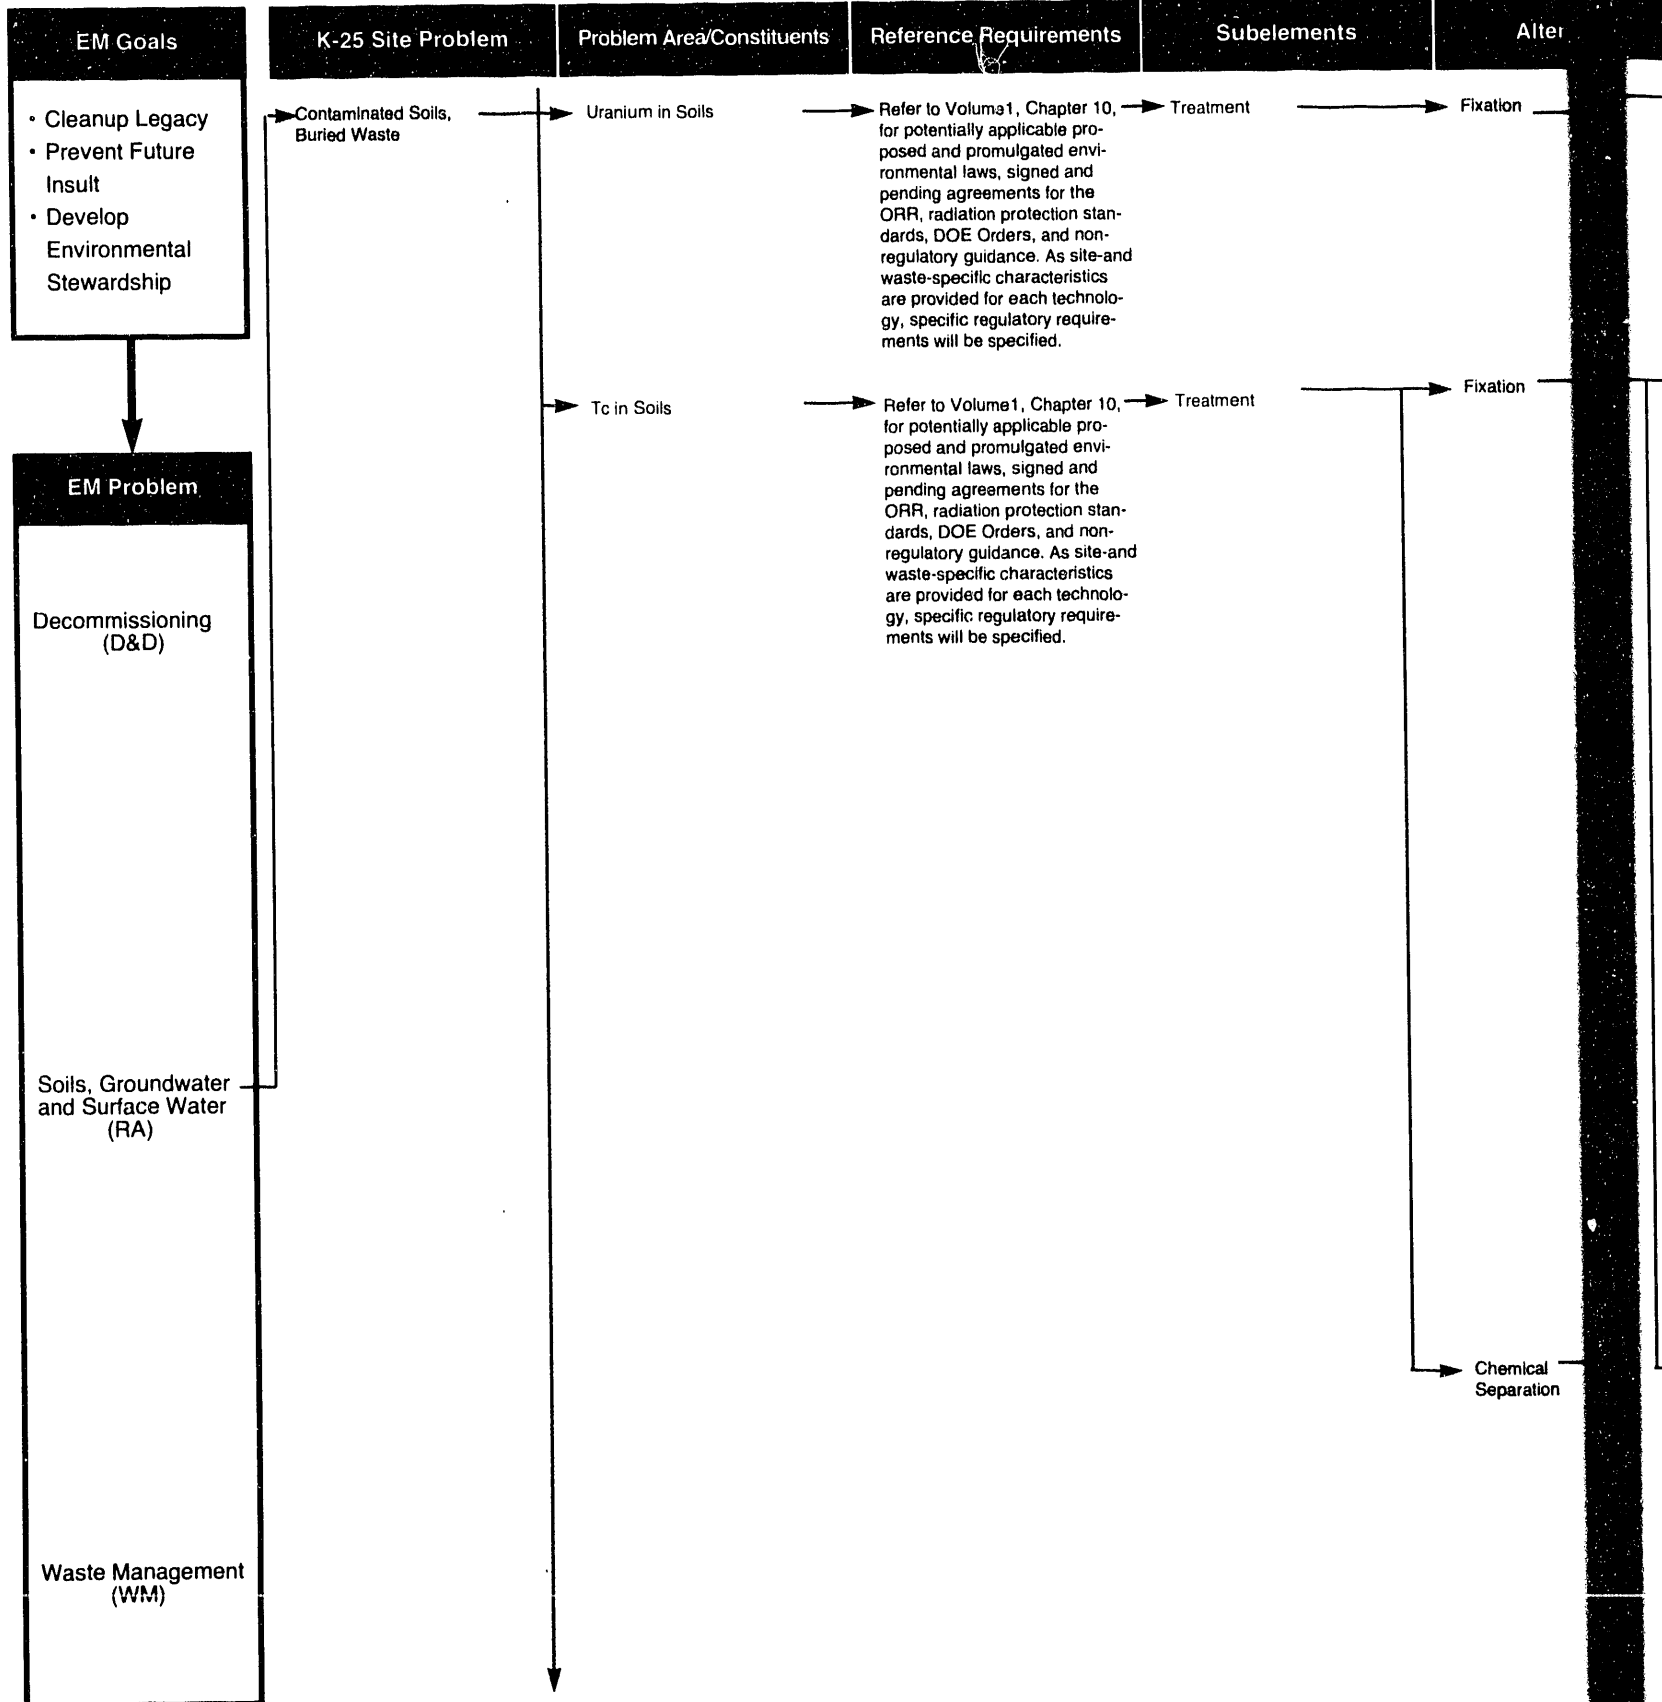 EM Goals
K-25 Site Problem
Problem Area/Constituents
Reference Requirements
Subelements
Alter
• Cleanup Legacy
• Prevent Future
Insult
• Develop
Environmental
Stewardship
Contaminated Soils,
Buried Waste
Uranium in Soils
Refer to Volume1, Chapter 10,
for potentially applicable pro-
posed and promulgated envi-
ronmental laws, signed and
pending agreements for the
ORR, radiation protection stan-
dards, DOE Orders, and non-
regulatory guidance. As site-and
waste-specific characteristics
are provided for each technolo-
gy, specific regulatory require-
ments will be specified.
Treatment
Fixation
Tc in Soils
Refer to Volume1, Chapter 10,
for potentially applicable pro-
posed and promulgated envi-
ronmental laws, signed and
pending agreements for the
ORR, radiation protection stan-
dards, DOE Orders, and non-
regulatory guidance. As site-and
waste-specific characteristics
are provided for each technolo-
gy, specific regulatory require-
ments will be specified.
Treatment
Fixation
Chemical
Separation
EM Problem
Decommissioning
(D&D)
Soils, Groundwater
and Surface Water
(RA)
Waste Management
(WM)